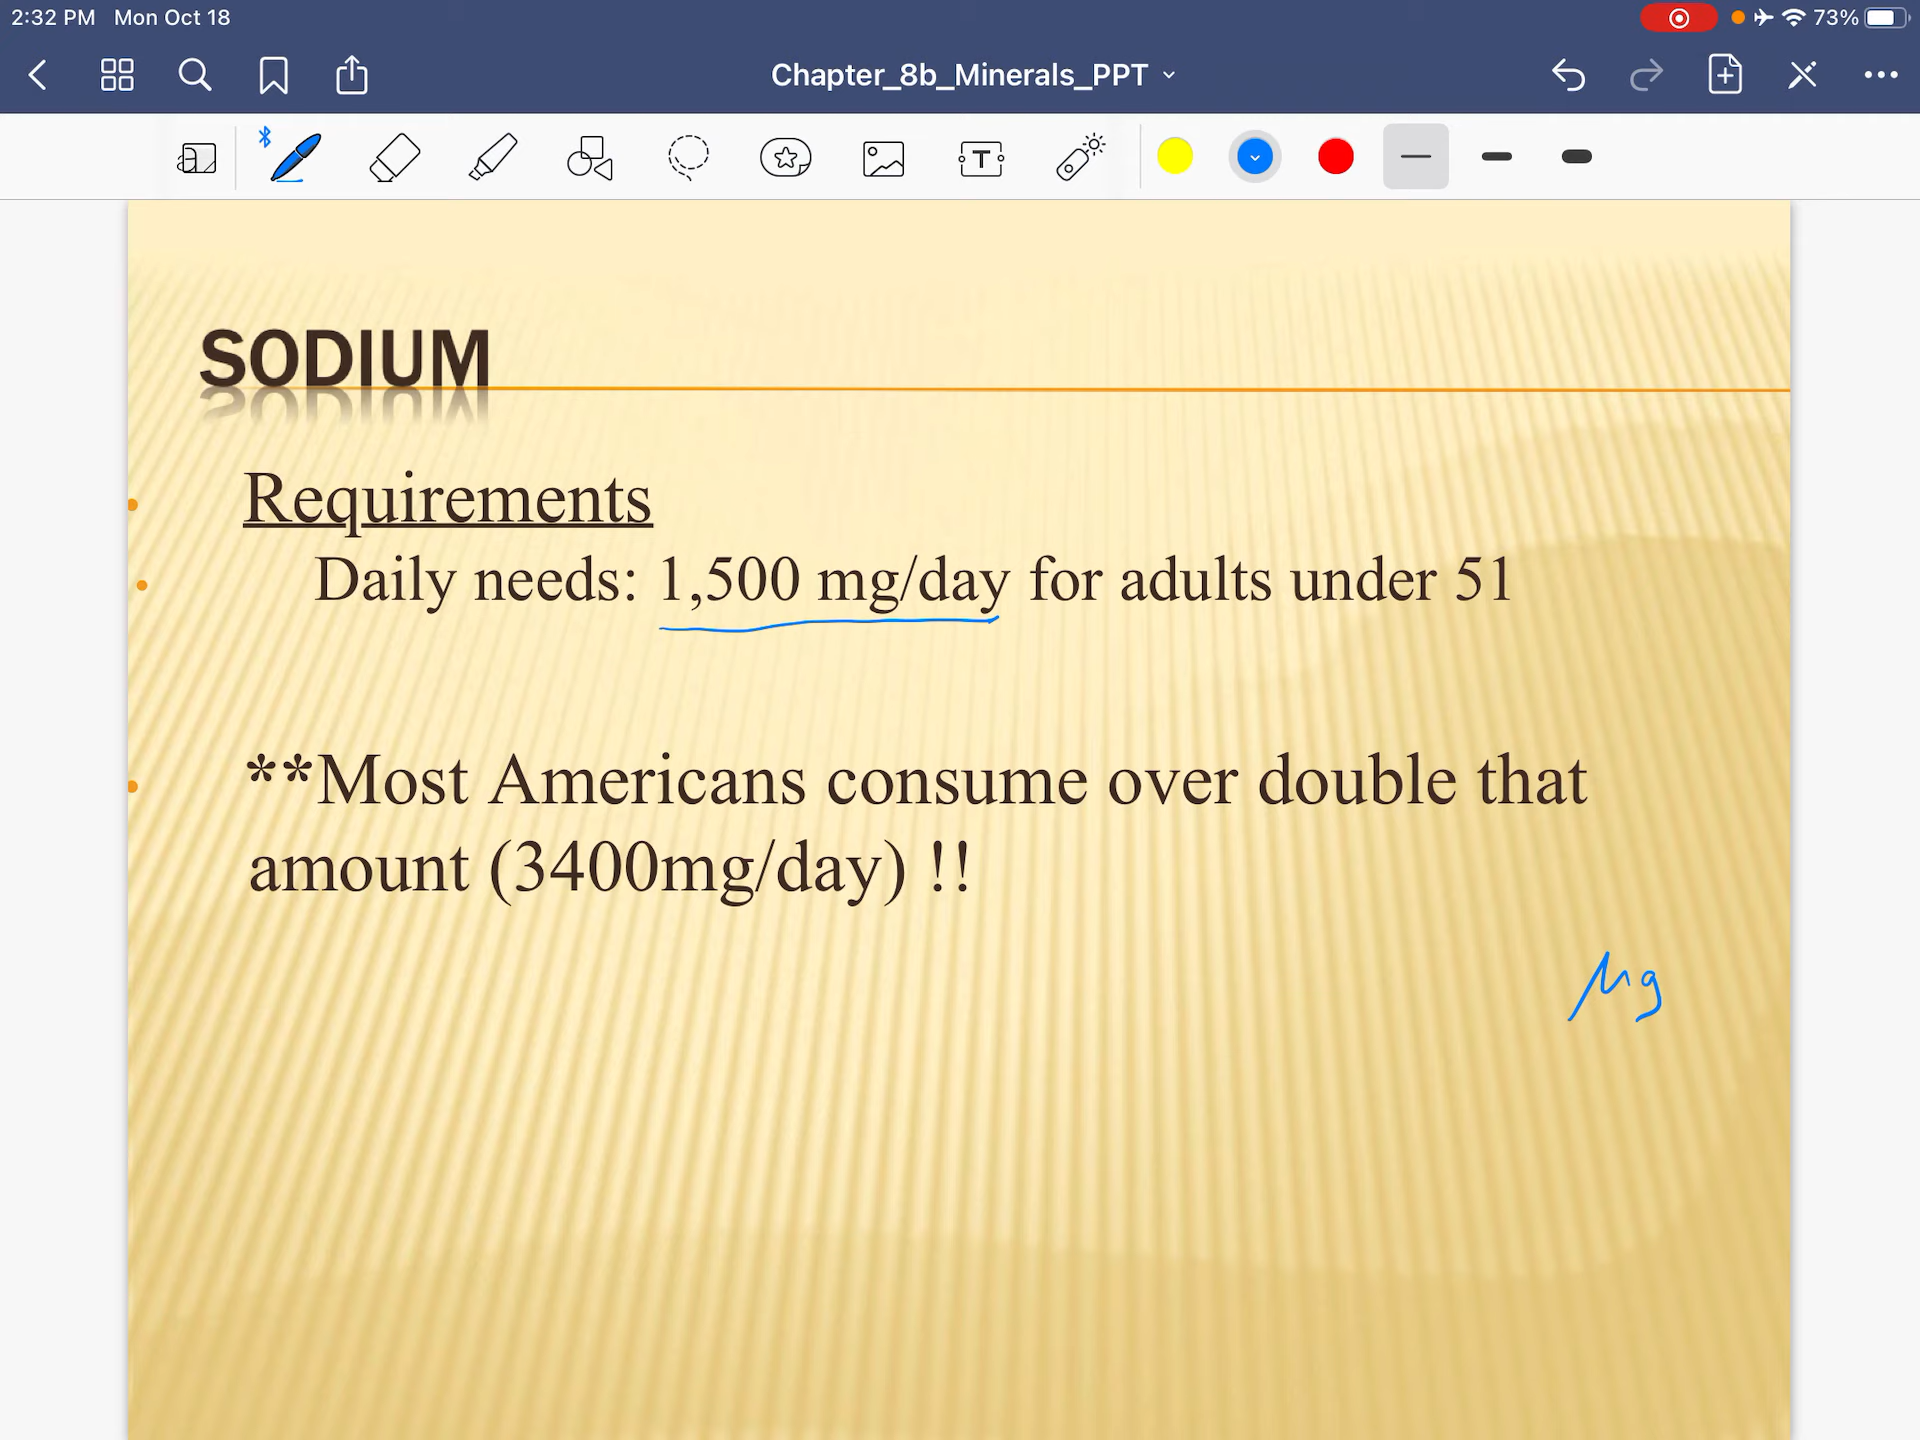 2:32 PM Mon Oct 18 73%
Chapter_8b_Minerals_PPT
SODIUM
• Requirements
• Daily needs: 1,500 mg/day for adults under 51
• **Most Americans consume over double that
amount (3400mg/day) !!
μg